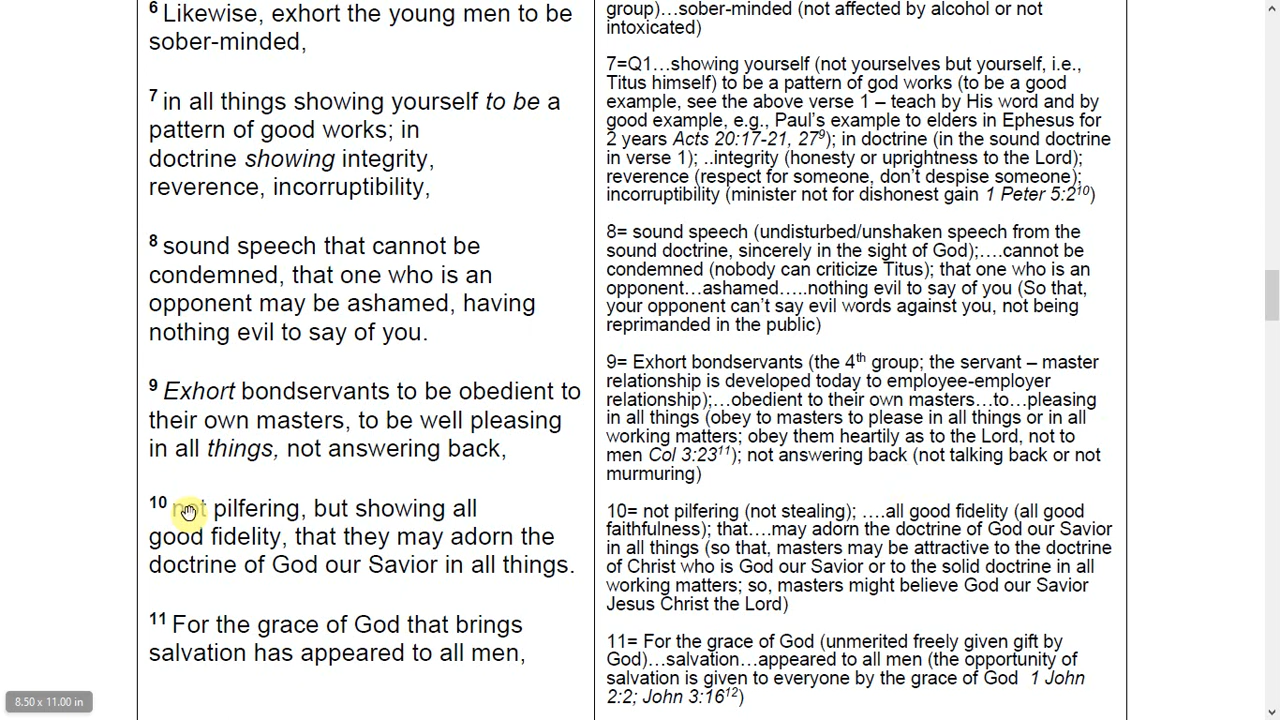 6 Likewise, exhort the young men to be
sober-minded,
7 in all things showing yourself to be a
pattern of good works; in
doctrine showing integrity,
reverence, incorruptibility,
8 sound speech that cannot be
condemned, that one who is an
opponent may be ashamed, having
nothing evil to say of you.
9 Exhort bondservants to be obedient to
their own masters, to be well pleasing
in all things, not answering back,
10 not pilfering, but showing all
good fidelity, that they may adorn the
doctrine of God our Savior in all things.
11 For the grace of God that brings
salvation has appeared to all men,
group)…sober-minded (not affected by alcohol or not
intoxicated)
7=Q1…showing yourself (not yourselves but yourself, i.e.,
Titus himself) to be a pattern of god works (to be a good
example, see the above verse 1 – teach by His word and by
good example, e.g., Paul's example to elders in Ephesus for
2 years Acts 20:17-21, 27⁹); in doctrine (in the sound doctrine
in verse 1); ..integrity (honesty or uprightness to the Lord);
reverence (respect for someone, don't despise someone);
incorruptibility (minister not for dishonest gain 1 Peter 5:2¹⁰)
8= sound speech (undisturbed/unshaken speech from the
sound doctrine, sincerely in the sight of God);….cannot be
condemned (nobody can criticize Titus); that one who is an
opponent…ashamed…..nothing evil to say of you (So that,
your opponent can't say evil words against you, not being
reprimanded in the public)
9= Exhort bondservants (the 4th group; the servant – master
relationship is developed today to employee-employer
relationship);…obedient to their own masters…to…pleasing
in all things (obey to masters to please in all things or in all
working matters; obey them heartily as to the Lord, not to
men Col 3:23¹¹); not answering back (not talking back or not
murmuring)
10= not pilfering (not stealing); ….all good fidelity (all good
faithfulness); that….may adorn the doctrine of God our Savior
in all things (so that, masters may be attractive to the doctrine
of Christ who is God our Savior or to the solid doctrine in all
working matters; so, masters might believe God our Savior
Jesus Christ the Lord)
11= For the grace of God (unmerited freely given gift by
God)…salvation…appeared to all men (the opportunity of
salvation is given to everyone by the grace of God 1 John
2:2; John 3:16¹²)
8.50 x 11.00 in